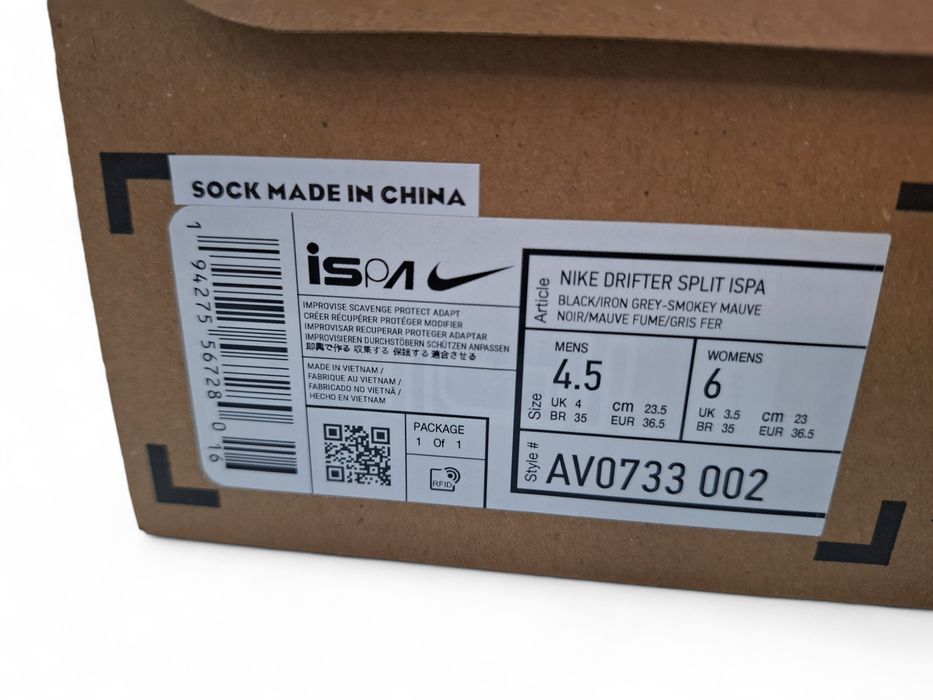 SOCK MADE IN CHINA
1 94275 56728 0 16
ispa
IMPROVISE SCAVENGE PROTECT ADAPT
CRÉER RÉCUPÉRER PROTÉGER MODIFIER
IMPROVISAR RECUPERAR PROTEGER ADAPTAR
IMPROVISIEREN DURCHSTÖBERN SCHÜTZEN ANPASSEN
即興で作る 収集する 保護する 適合させる
MADE IN VIETNAM /
FABRIQUE AU VIETNAM /
FABRICADO NO VIETNÃ /
HECHO EN VIETNAM
PACKAGE
1 Of 1
RFID
Article
NIKE DRIFTER SPLIT ISPA
BLACK/IRON GREY-SMOKEY MAUVE
NOIR/MAUVE FUME/GRIS FER
Size
MENS
4.5
UK 4 cm 23.5
BR 35 EUR 36.5
WOMENS
6
UK 3.5 cm 23
BR 35 EUR 36.5
Style #
AV0733 002